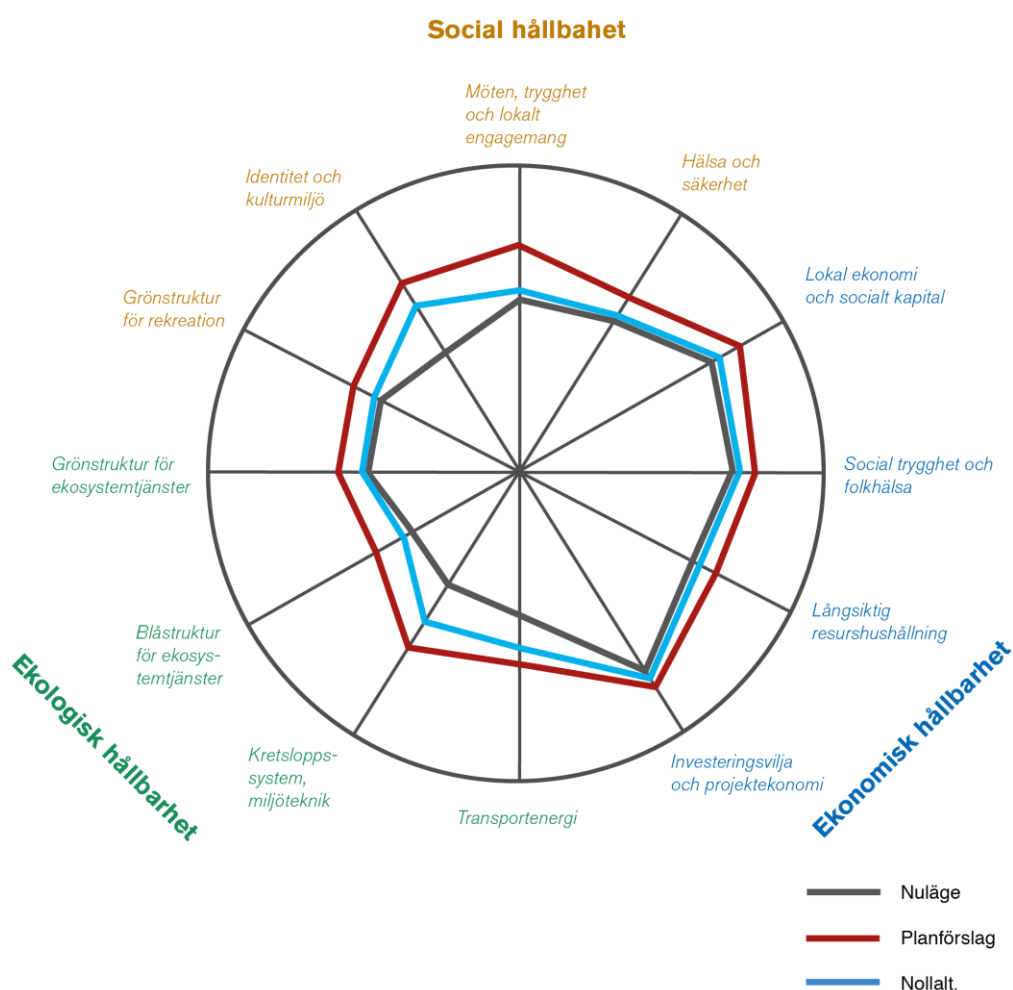 Social hållbahet
Möten, trygghet
och lokalt
engagemang
Hälsa och
säkerhet
Identitet och
kulturmiljö
Lokal ekonomi
och socialt kapital
Grönstruktur
för rekreation
Grönstruktur för
ekosystemtjänster
Social trygghet och
folkhälsa
Långsiktig
resurshushållning
Blåstruktur
för ekosys-
temtjänster
Ekologisk hållbarhet
Ekonomisk hållbarhet
Kretslopps-
system,
miljöteknik
Investeringsvilja
och projektekonomi
Transportenergi
Nuläge
Planförslag
Nollalt.